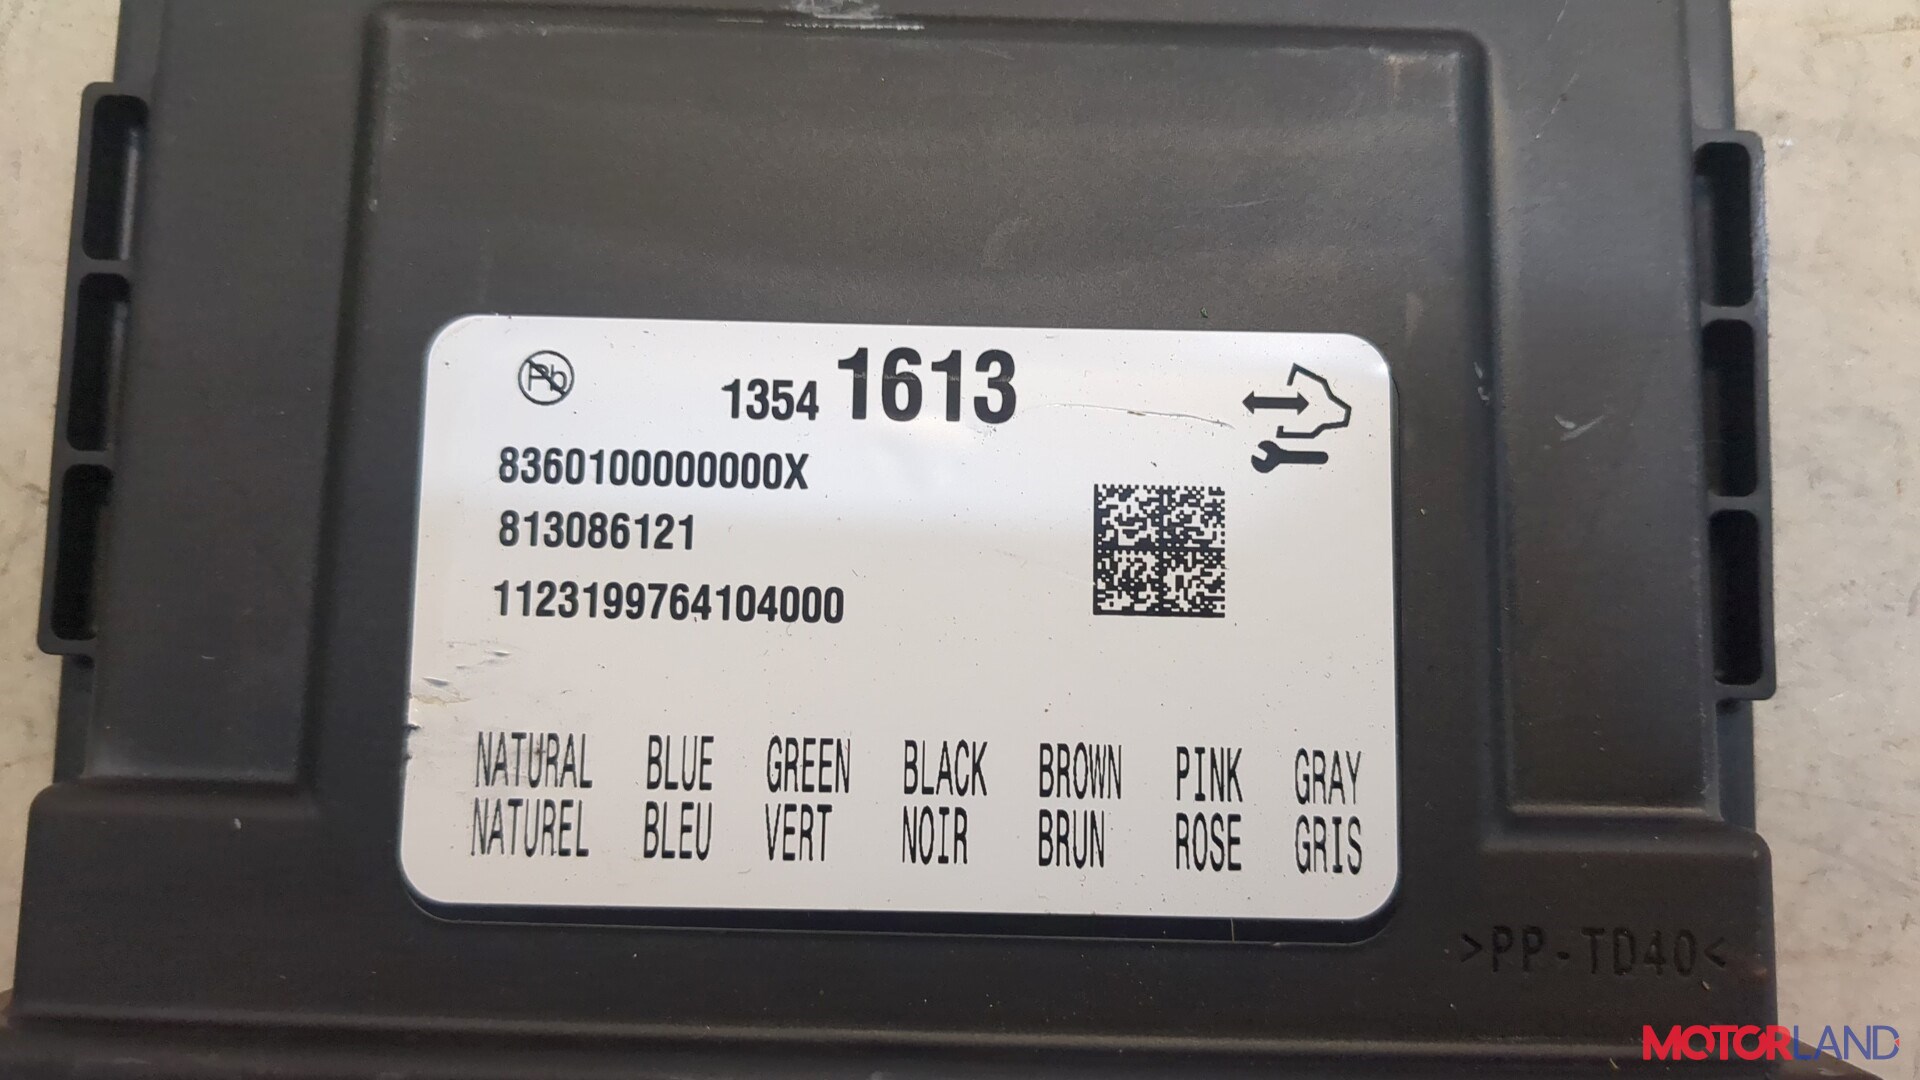 Pb
1354 1613
8360100000000X
813086121
1123199764104000
NATURAL BLUE GREEN BLACK BROWN PINK GRAY
NATUREL BLEU VERT NOIR BRUN ROSE GRIS
>PP-TD40<
MOTORLAND